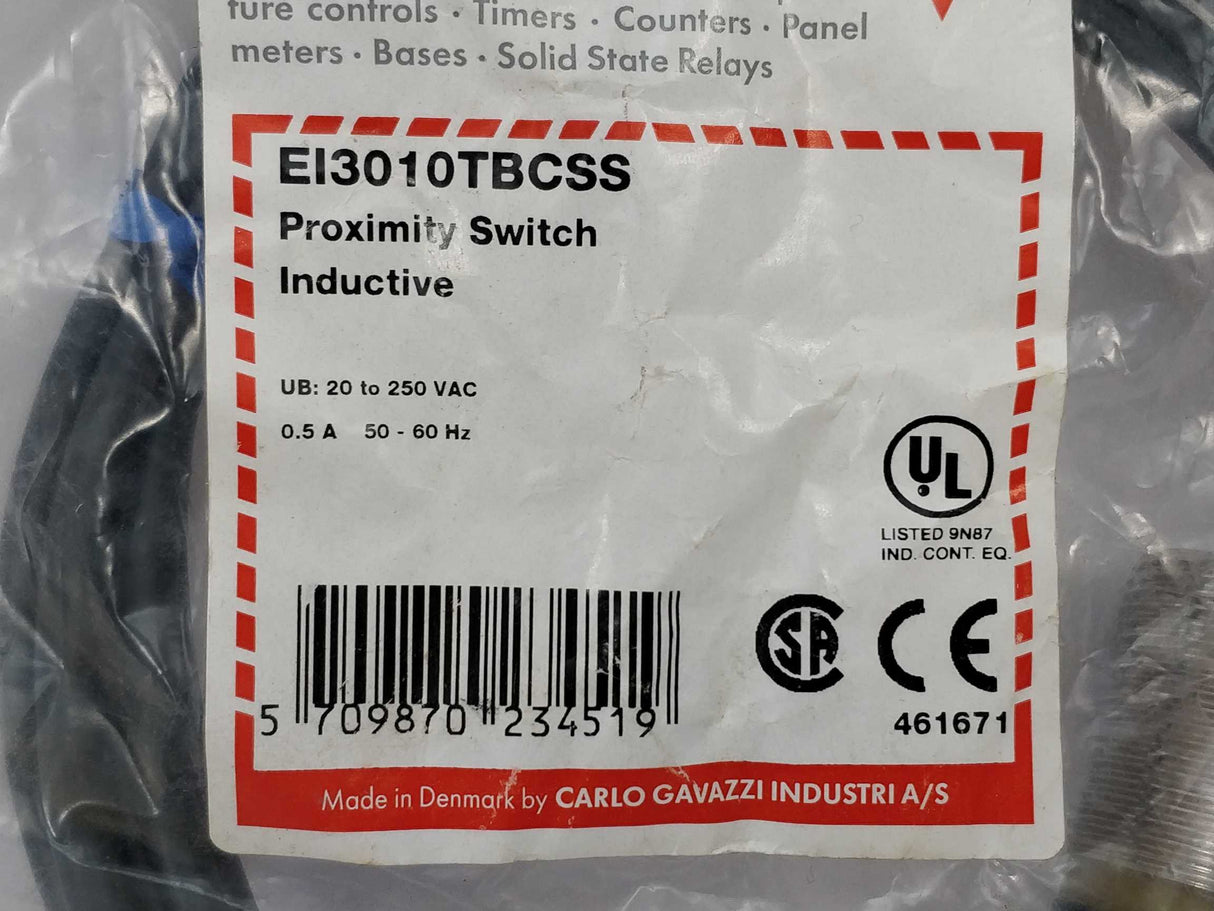 ture controls · Timers · Counters · Panel
meters · Bases · Solid State Relays
EI3010TBCSS
Proximity Switch
Inductive
UB: 20 to 250 VAC
0.5 A 50 - 60 Hz
UL
LISTED 9N87
IND. CONT. EQ.
SA CE
5 709870 234519
461671
Made in Denmark by CARLO GAVAZZI INDUSTRI A/S